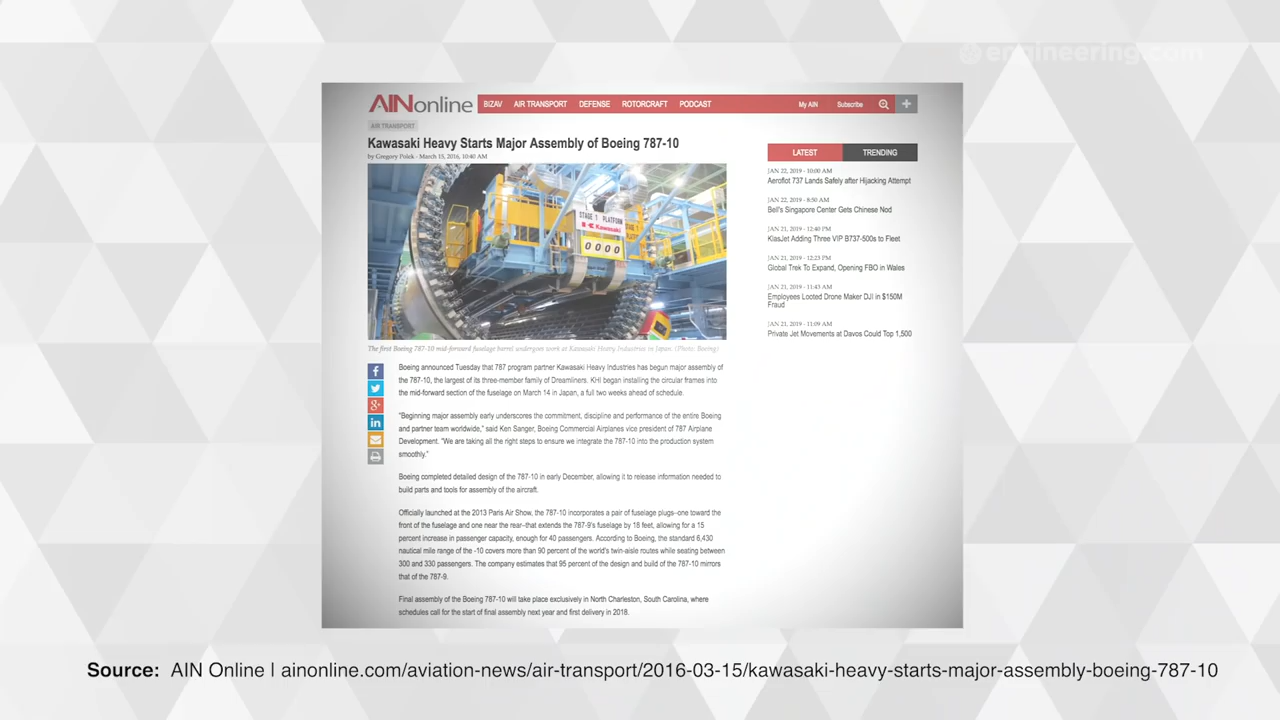 engineering.com
AINonline
BIZAV AIR TRANSPORT DEFENSE ROTORCRAFT PODCAST My AIN Subscribe
AIR TRANSPORT
Kawasaki Heavy Starts Major Assembly of Boeing 787-10
by Gregory Polek - March 15, 2016, 10:40 AM
STAGE 1 PLATFORM
Kawasaki
0000
The first Boeing 787-10 mid-forward fuselage barrel undergoes work at Kawasaki Heavy Industries in Japan. (Photo: Boeing)
Boeing announced Tuesday that 787 program partner Kawasaki Heavy Industries has begun major assembly of
the 787-10, the largest of its three-member family of Dreamliners. KHI began installing the circular frames into
the mid-forward section of the fuselage on March 14 in Japan, a full two weeks ahead of schedule.
"Beginning major assembly early underscores the commitment, discipline and performance of the entire Boeing
and partner team worldwide," said Ken Sanger, Boeing Commercial Airplanes vice president of 787 Airplane
Development. "We are taking all the right steps to ensure we integrate the 787-10 into the production system
smoothly."
Boeing completed detailed design of the 787-10 in early December, allowing it to release information needed to
build parts and tools for assembly of the aircraft.
Officially launched at the 2013 Paris Air Show, the 787-10 incorporates a pair of fuselage plugs–one toward the
front of the fuselage and one near the rear–that extends the 787-9's fuselage by 18 feet, allowing for a 15
percent increase in passenger capacity, enough for 40 passengers. According to Boeing, the standard 6,430
nautical mile range of the -10 covers more than 90 percent of the world's twin-aisle routes while seating between
300 and 330 passengers. The company estimates that 95 percent of the design and build of the 787-10 mirrors
that of the 787-9.
Final assembly of the Boeing 787-10 will take place exclusively in North Charleston, South Carolina, where
schedules call for the start of final assembly next year and first delivery in 2018.
LATEST TRENDING
JAN 22, 2019 - 10:00 AM
Aeroflot 737 Lands Safely after Hijacking Attempt
JAN 22, 2019 - 8:50 AM
Bell's Singapore Center Gets Chinese Nod
JAN 21, 2019 - 12:40 PM
KlasJet Adding Three VIP B737-500s to Fleet
JAN 21, 2019 - 12:23 PM
Global Trek To Expand, Opening FBO in Wales
JAN 21, 2019 - 11:43 AM
Employees Looted Drone Maker DJI in $150M
Fraud
JAN 21, 2019 - 11:09 AM
Private Jet Movements at Davos Could Top 1,500
Source: AIN Online | ainonline.com/aviation-news/air-transport/2016-03-15/kawasaki-heavy-starts-major-assembly-boeing-787-10